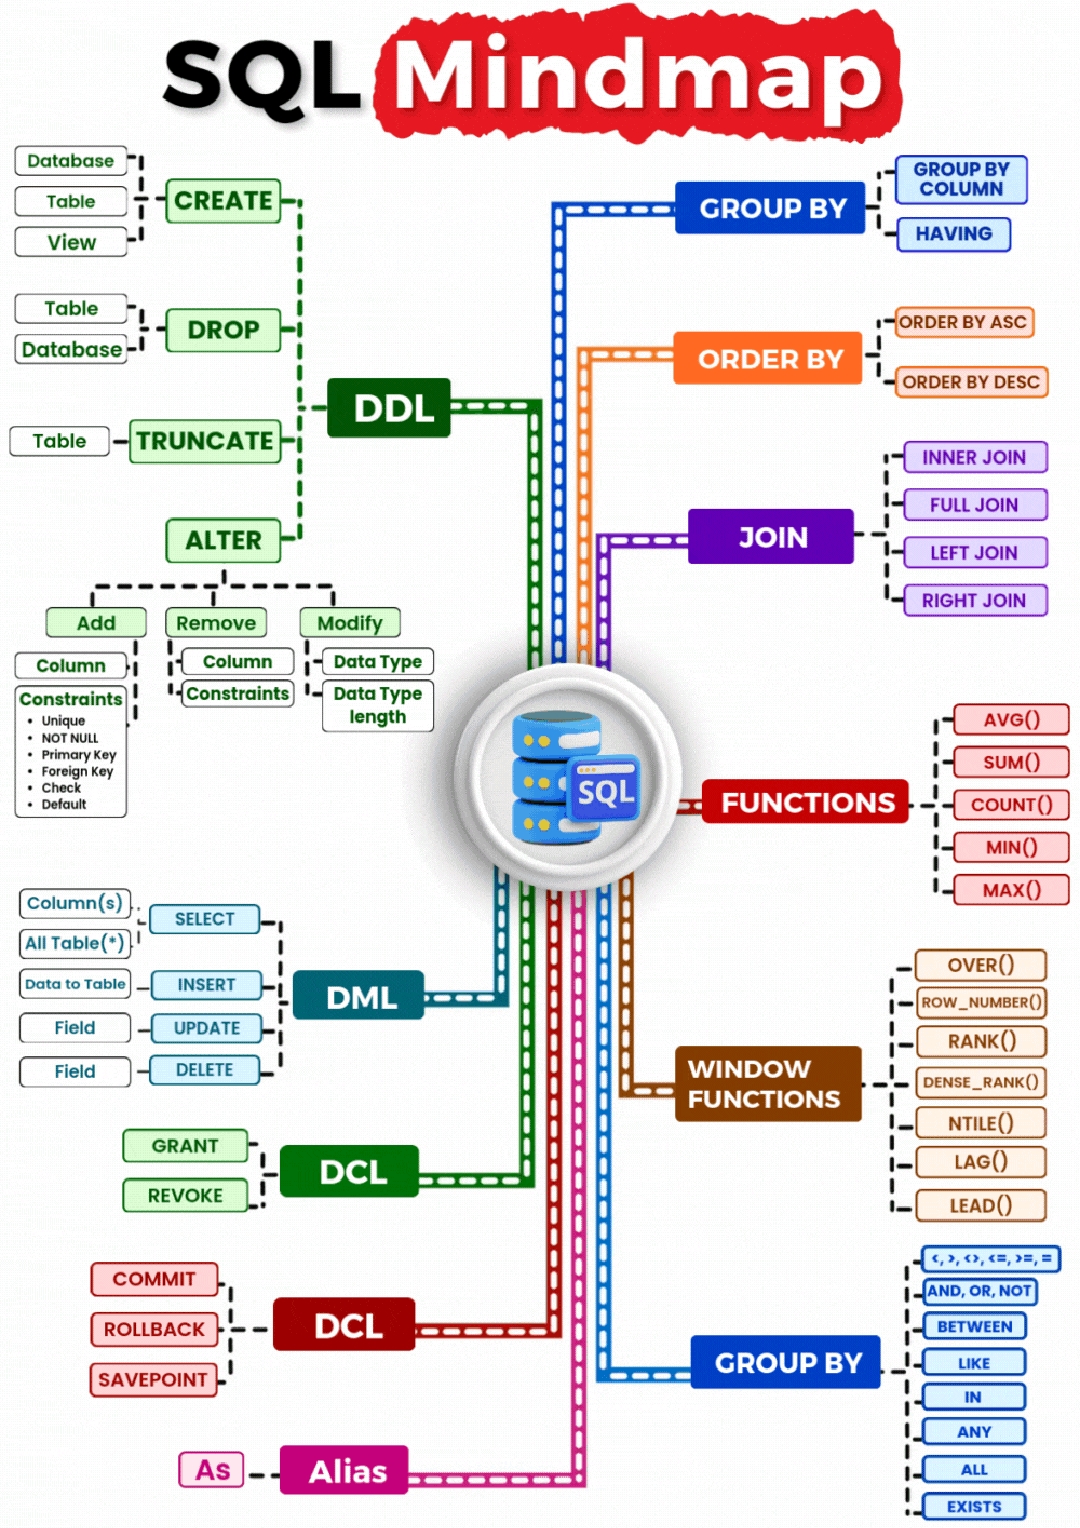 SQL Mindmap
Database
Table
View
CREATE
Table
Database
DROP
Table
TRUNCATE
ALTER
DDL
Add
Remove
Modify
Column
Constraints
• Unique
• NOT NULL
• Primary Key
• Foreign Key
• Check
• Default
Column
Constraints
Data Type
Data Type
length
GROUP BY
GROUP BY
COLUMN
HAVING
ORDER BY
ORDER BY ASC
ORDER BY DESC
JOIN
INNER JOIN
FULL JOIN
LEFT JOIN
RIGHT JOIN
SQL
FUNCTIONS
AVG()
SUM()
COUNT()
MIN()
MAX()
Column(s)
All Table(*)
SELECT
Data to Table
INSERT
Field
UPDATE
Field
DELETE
DML
WINDOW
FUNCTIONS
OVER()
ROW_NUMBER()
RANK()
DENSE_RANK()
NTILE()
LAG()
LEAD()
GRANT
REVOKE
DCL
COMMIT
ROLLBACK
SAVEPOINT
DCL
As
Alias
GROUP BY
<, >, <>, <=, >=, =
AND, OR, NOT
BETWEEN
LIKE
IN
ANY
ALL
EXISTS